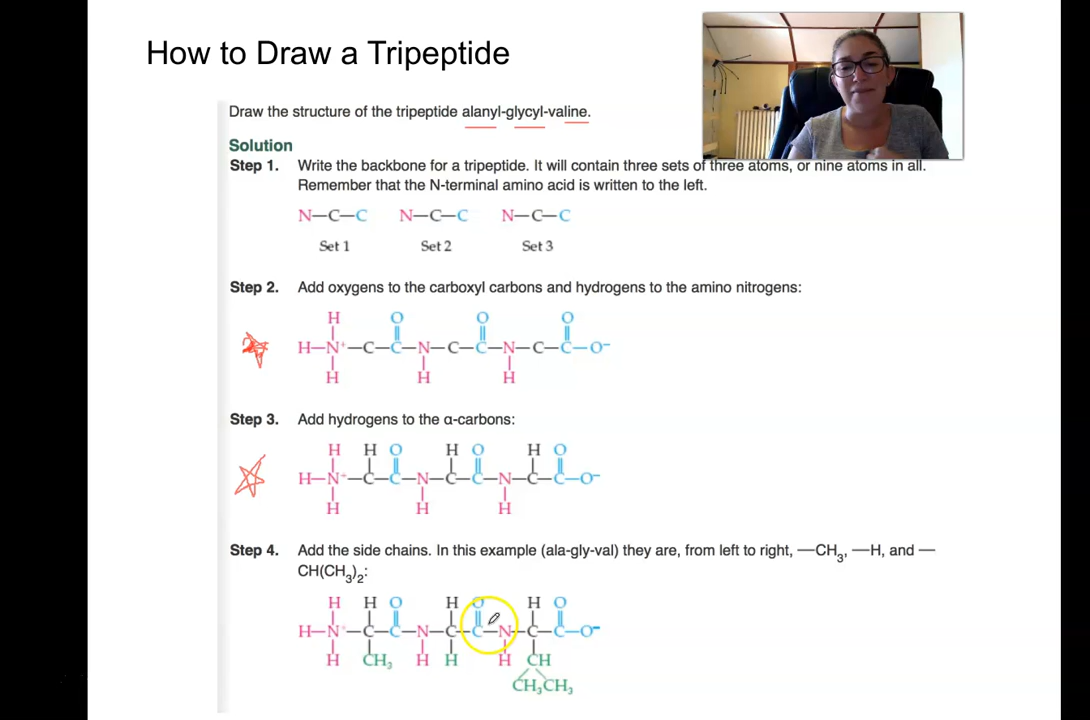 How to Draw a Tripeptide
Draw the structure of the tripeptide alanyl-glycyl-valine.
Solution
Step 1. Write the backbone for a tripeptide. It will contain three sets of three atoms, or nine atoms in all.
Remember that the N-terminal amino acid is written to the left.
N—C—C N—C—C N—C—C
Set 1 Set 2 Set 3
Step 2. Add oxygens to the carboxyl carbons and hydrogens to the amino nitrogens:
H O O O
H—N⁺—C—C—N—C—C—N—C—C—O⁻
H H H
Step 3. Add hydrogens to the α-carbons:
H H O H O H O
H—N⁺—C—C—N—C—C—N—C—C—O⁻
H H H
Step 4. Add the side chains. In this example (ala-gly-val) they are, from left to right, —CH₃, —H, and —
CH(CH₃)₂:
H H O H O H O
H—N⁺—C—C—N—C—C—N—C—C—O⁻
H CH₃ H H H CH
CH₃CH₃